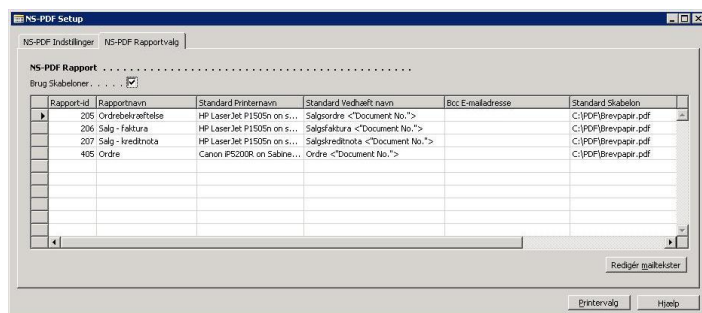 NS-PDF Setup
NS-PDF Indstillinger NS-PDF Rapportvalg
NS-PDF Rapport . . . . . . . . . . . . . . . . . . . . . . . . . . . . . . . . . . . . . . . . . . . . . .
Brug Skabeloner . . . . .
Rapport-id Rapportnavn Standard Printernavn Standard Vedhæft navn Bcc E-mailadresse Standard Skabelon
205 Ordrebekræftelse HP LaserJet P1505n on s... Salgsordre <"Document No."> C:\PDF\Brevpapir.pdf
206 Salg - faktura HP LaserJet P1505n on s... Salgsfaktura <"Document No."> C:\PDF\Brevpapir.pdf
207 Salg - kreditnota HP LaserJet P1505n on s... Salgskreditnota <"Document No."> C:\PDF\Brevpapir.pdf
405 Ordre Canon iP5200R on Sabine... Ordre <"Document No."> C:\PDF\Brevpapir.pdf
Redigér mailtekster
Printervalg Hjælp